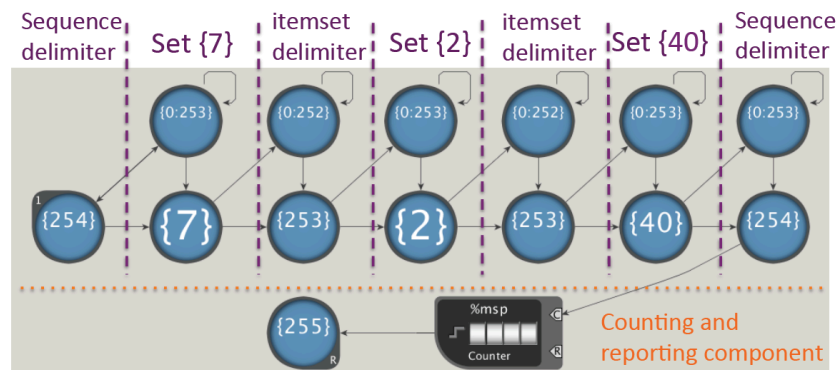 Sequence delimiter
Set {7}
itemset delimiter
Set {2}
itemset delimiter
Set {40}
Sequence delimiter
{0:253}
{0:252}
{0:253}
{0:252}
{0:253}
{0:253}
1
{254}
{7}
{253}
{2}
{253}
{40}
{254}
{255}
R
%msp
Counter
C
R
Counting and
reporting component